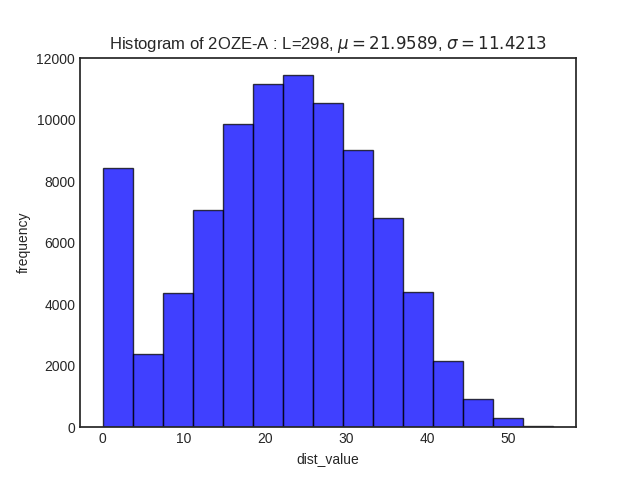 Histogram of 2OZE-A : L=298, μ = 21.9589, σ = 11.4213
12000
10000
8000
6000
4000
2000
0
frequency
0 10 20 30 40 50
dist_value